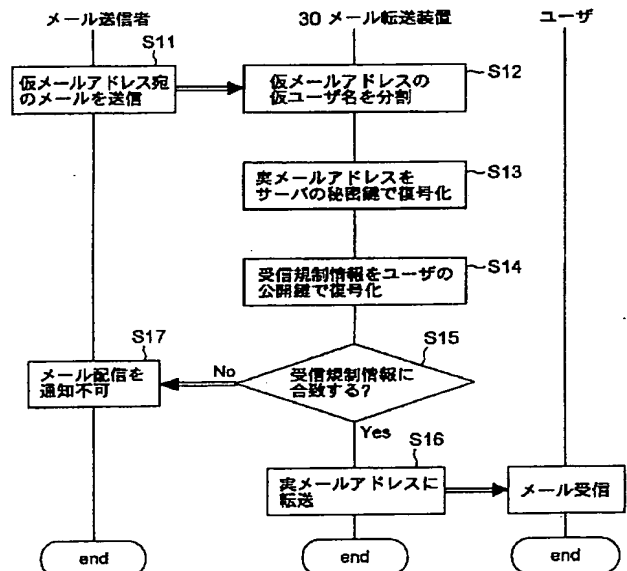 メール送信者
30 メール転送装置
ユーザ
S11
仮メールアドレス宛
のメールを送信
S12
仮メールアドレスの
仮ユーザ名を分割
S13
実メールアドレスを
サーバの秘密鍵で復号化
S14
受信規制情報をユーザの
公開鍵で復号化
S15
受信規制情報に
合致する?
No
Yes
S17
メール配信を
通知不可
S16
実メールアドレスに
転送
メール受信
end
end
end